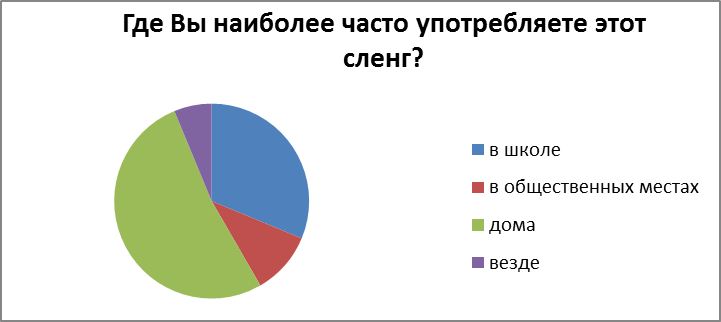 Где Вы наиболее часто употребляете этот
сленг?
в школе
в общественных местах
дома
везде